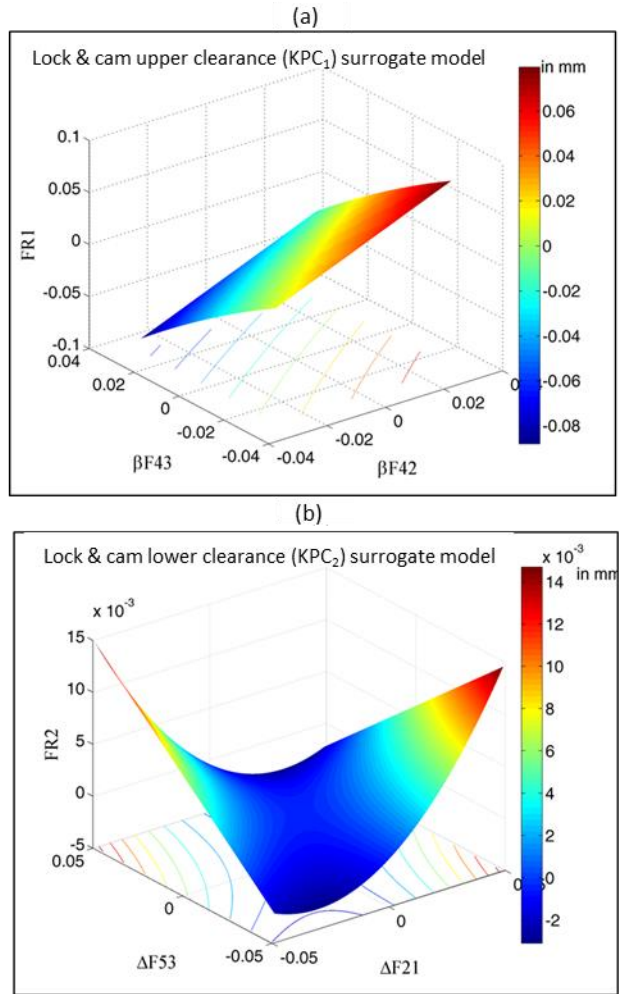 (a)
Lock & cam upper clearance (KPC₁) surrogate model
in mm
0.1
0.05
0
-0.05
-0.1
FR1
0.04
0.02
0
-0.02
-0.04
βF43
-0.04
-0.02
0
0.02
βF42
0.06
0.04
0.02
0
-0.02
-0.04
-0.06
-0.08
(b)
Lock & cam lower clearance (KPC₂) surrogate model
x 10⁻³
in mm
x 10⁻³
15
10
5
0
-5
FR2
0.05
0
-0.05
ΔF53
-0.05
0
ΔF21
14
12
10
8
6
4
2
0
-2